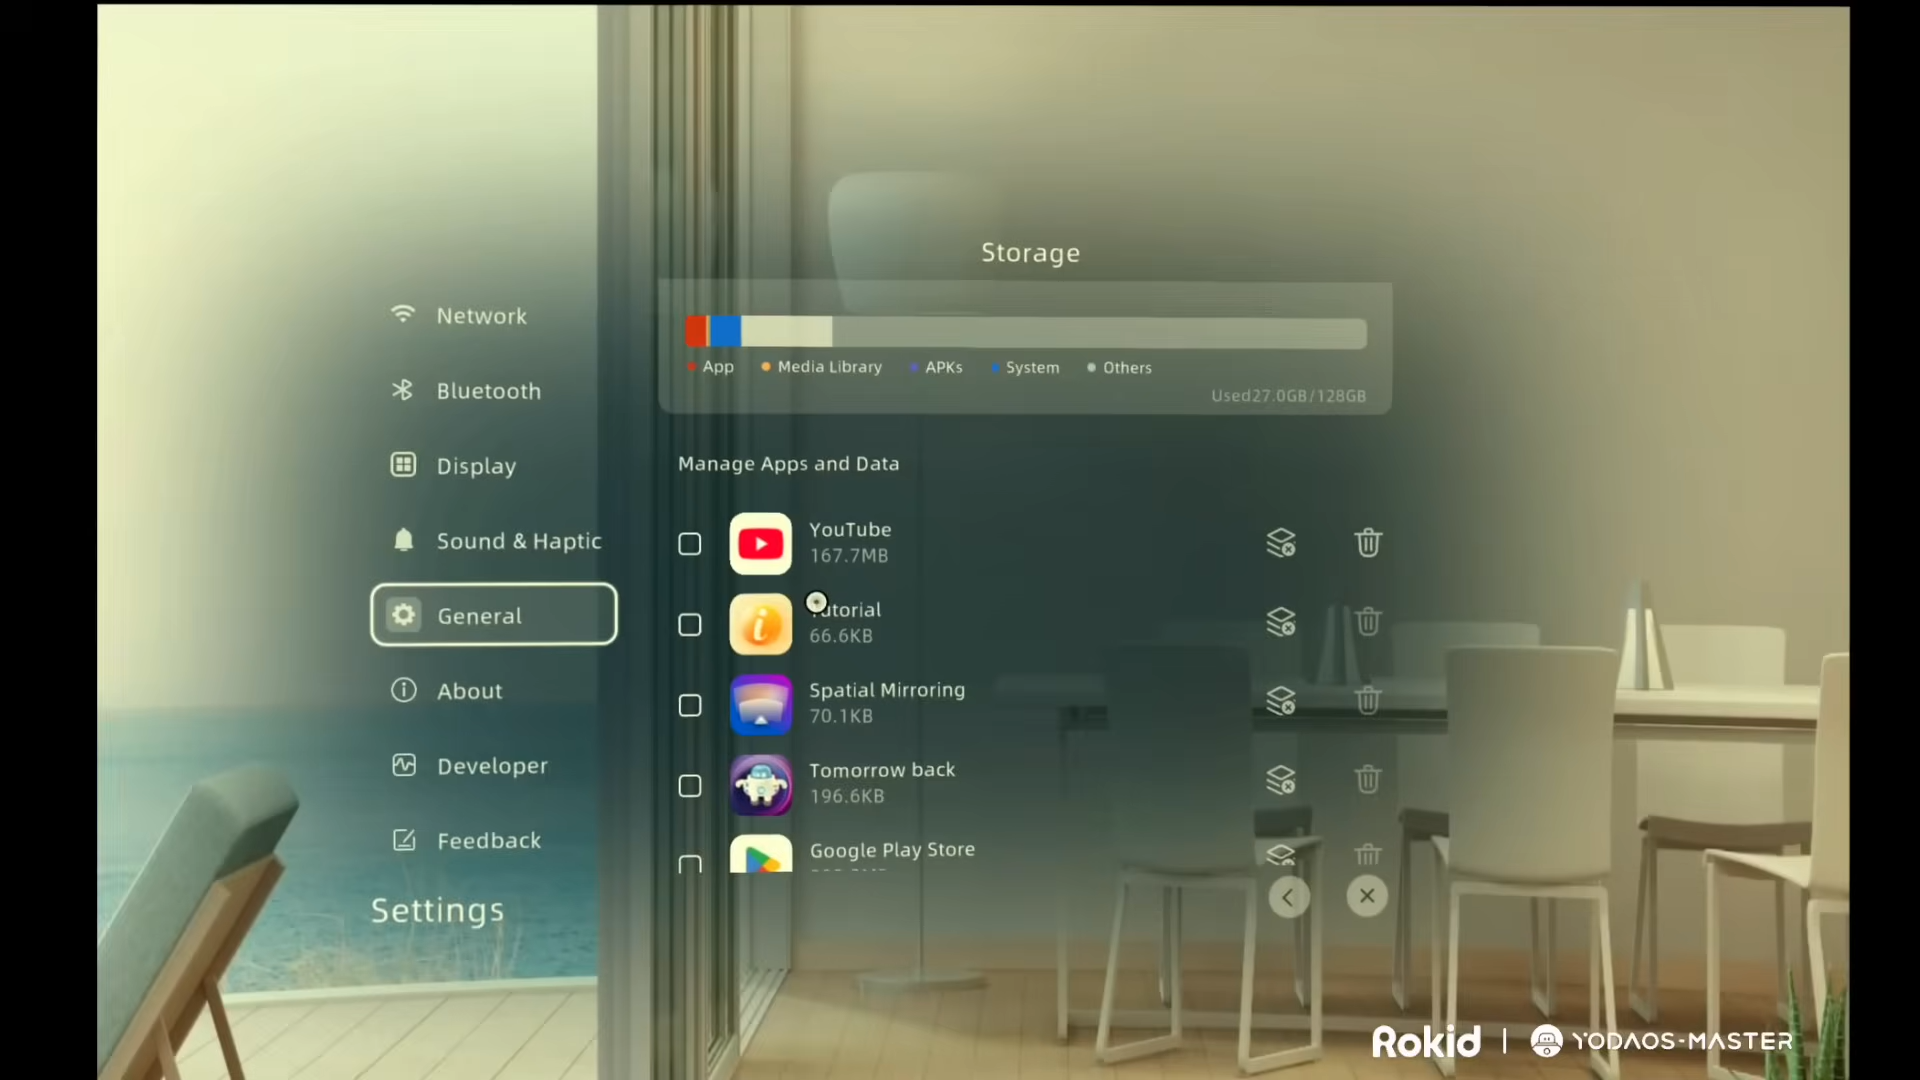 Storage
App
Media Library
APKs
System
Others
Used27.0GB/128GB
Manage Apps and Data
YouTube
167.7MB
66.6KB
Spatial Mirroring
70.1KB
Tomorrow back
196.6KB
Google Play Store
Network
Bluetooth
Display
Sound & Haptic
General
About
Developer
Feedback
Settings
Rokid | YODAOS-MASTER